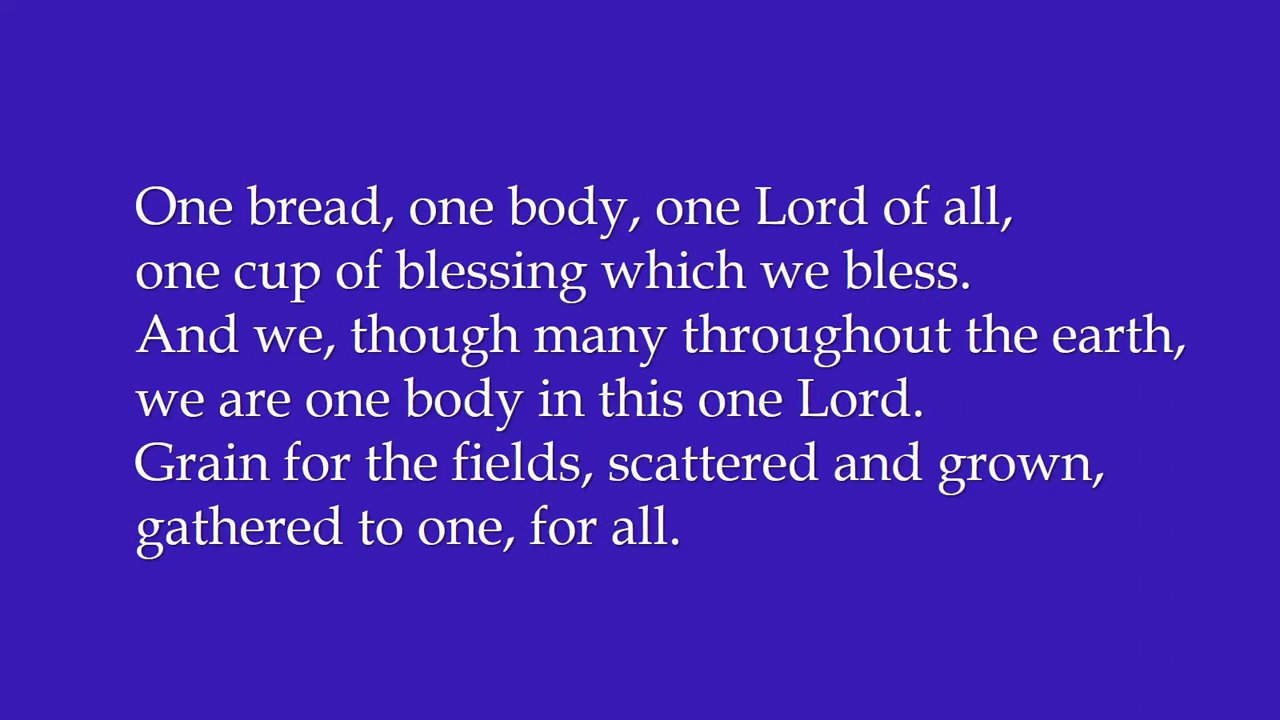 One bread, one body, one Lord of all,
one cup of blessing which we bless.
And we, though many throughout the earth,
we are one body in this one Lord.
Grain for the fields, scattered and grown,
gathered to one, for all.